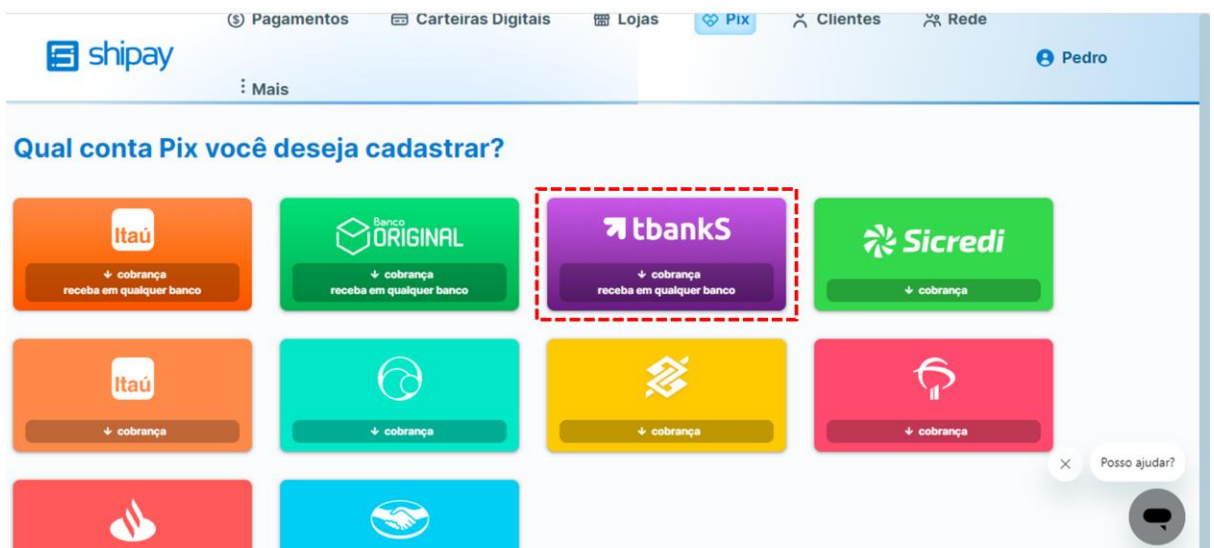 Pagamentos
Carteiras Digitais
Lojas
Pix
Clientes
Rede
shipay
Pedro
Mais
Qual conta Pix você deseja cadastrar?
Itaú
↓ cobrança
receba em qualquer banco
Banco
ORIGINAL
↓ cobrança
receba em qualquer banco
tbankS
↓ cobrança
receba em qualquer banco
Sicredi
↓ cobrança
Itaú
↓ cobrança
↓ cobrança
↓ cobrança
↓ cobrança
Posso ajudar?